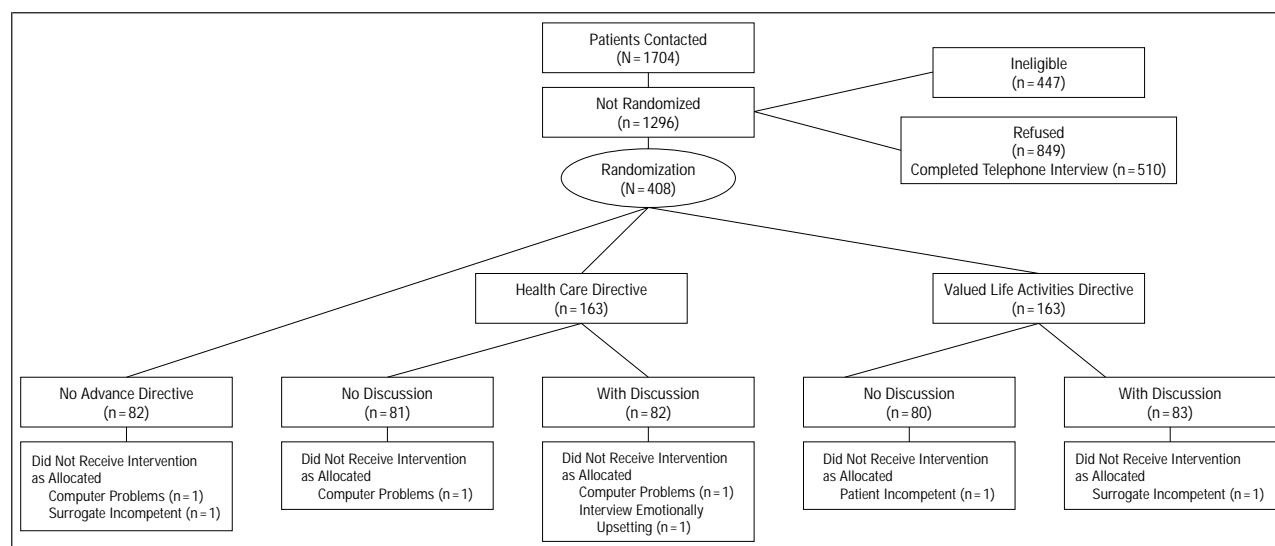 Patients Contacted
(N = 1704)
Ineligible
(n = 447)
Not Randomized
(n = 1296)
Refused
(n = 849)
Completed Telephone Interview (n = 510)
Randomization
(N = 408)
Health Care Directive
(n = 163)
Valued Life Activities Directive
(n = 163)
No Advance Directive
(n = 82)
No Discussion
(n = 81)
With Discussion
(n = 82)
No Discussion
(n = 80)
With Discussion
(n = 83)
Did Not Receive Intervention
as Allocated
Computer Problems (n = 1)
Surrogate Incompetent (n = 1)
Did Not Receive Intervention
as Allocated
Computer Problems (n = 1)
Did Not Receive Intervention
as Allocated
Computer Problems (n = 1)
Interview Emotionally
Upsetting (n = 1)
Did Not Receive Intervention
as Allocated
Patient Incompetent (n = 1)
Did Not Receive Intervention
as Allocated
Surrogate Incompetent (n = 1)